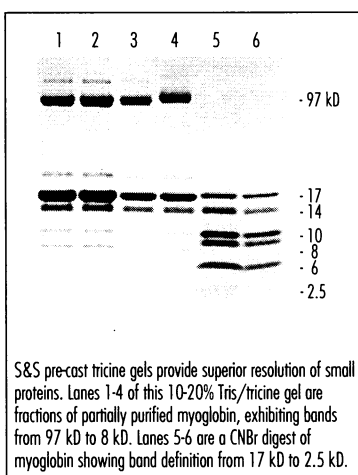 1 2 3 4 5 6
- 97 kD
- 17
- 14
- 10
- 8
- 6
- 2.5
S&S pre-cast tricine gels provide superior resolution of small
proteins. Lanes 1-4 of this 10-20% Tris/tricine gel are
fractions of partially purified myoglobin, exhibiting bands
from 97 kD to 8 kD. Lanes 5-6 are a CNBr digest of
myoglobin showing band definition from 17 kD to 2.5 kD.